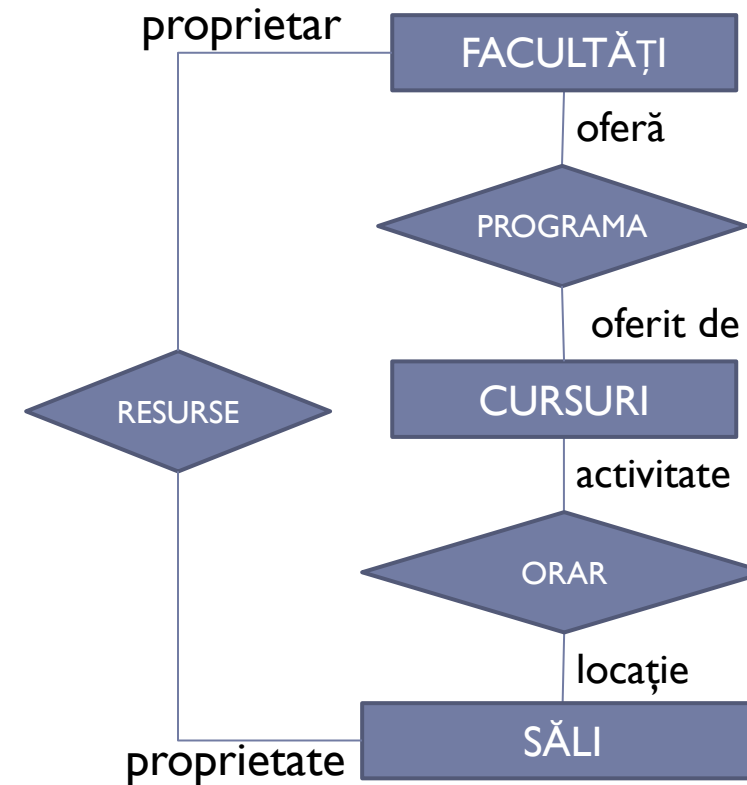 proprietar
FACULTĂȚI
oferă
PROGRAMA
oferit de
RESURSE
CURSURI
activitate
ORAR
locație
SĂLI
proprietate